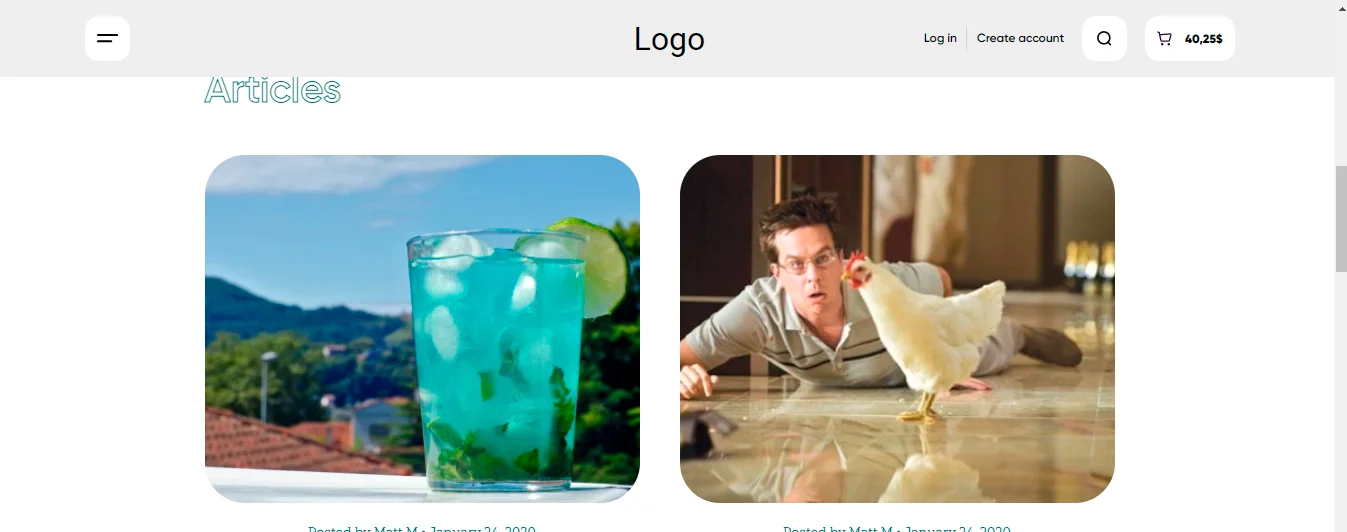 Logo
Log in
Create account
40,25$
Articles
Posted by Matt M • January 24, 2020
Posted by Matt M • January 24, 2020